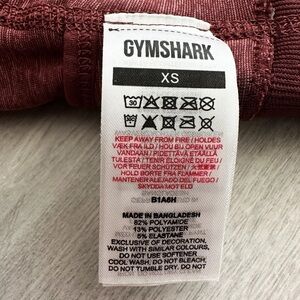 GYMSHARK
XS
30
KEEP AWAY FROM FIRE / HOLDES
VÆK FRA ILD / HOU BIJ OPEN VUUR
VANDAAN / PIDETTÄVÄ ETÄÄLLÄ
TULESTA / TENIR ÉLOIGNÉ DU FEU /
VOR FEUER SCHÜTZEN /
HOLD BORTE FRA FLAMMER /
MANTENER ALEJADO DEL FUEGO /
SKYDDA MOT ELD
B1A6H
MADE IN BANGLADESH
82% POLYAMIDE
13% POLYESTER
5% ELASTANE
EXCLUSIVE OF DECORATION,
WASH WITH SIMILAR COLOURS,
DO NOT USE SOFTENER
COOL WASH, DO NOT BLEACH,
DO NOT TUMBLE DRY, DO NOT